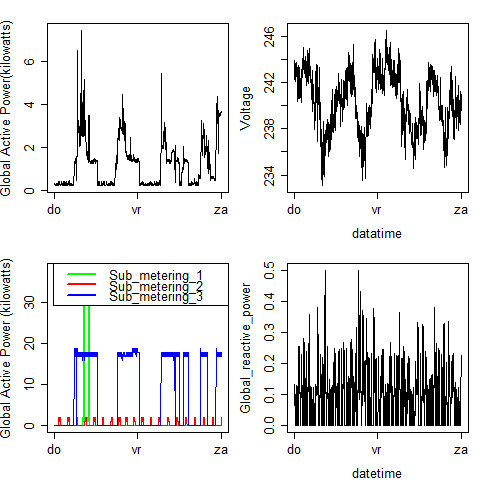 Global Active Power(kilowatts)
0 2 4 6
do vr za
Voltage
234 238 242 246
do vr za
datatime
Global Active Power (kilowatts)
0 10 20 30
Sub_metering_1
Sub_metering_2
Sub_metering_3
do vr za
Global_reactive_power
0.0 0.1 0.2 0.3 0.4 0.5
do vr za
datetime